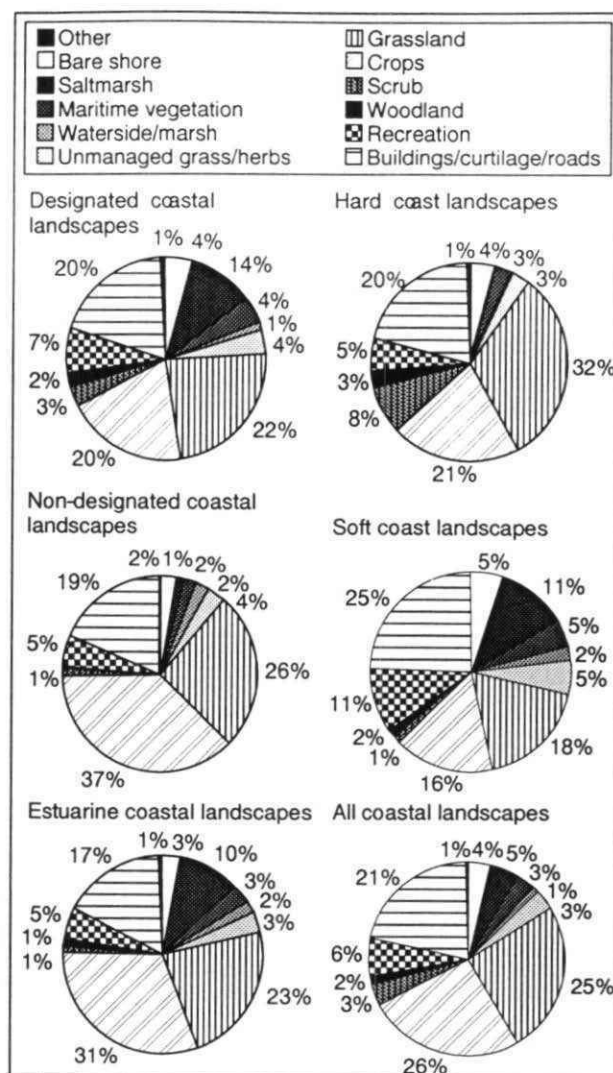 Other
Bare shore
Saltmarsh
Maritime vegetation
Waterside/marsh
Unmanaged grass/herbs
Grassland
Crops
Scrub
Woodland
Recreation
Buildings/curtilage/roads
Designated coastal
landscapes
1% 4%
14%
4%
1%
4%
22%
20%
3%
2%
7%
20%
Hard coast landscapes
1% 4%
3%
3%
32%
21%
8%
3%
5%
20%
Non-designated coastal
landscapes
2% 1% 2%
2%
4%
26%
37%
1%
5%
19%
Soft coast landscapes
5%
11%
5%
2%
5%
18%
16%
1%
2%
11%
25%
Estuarine coastal landscapes
1% 3%
10%
3%
2%
3%
23%
31%
1%
1%
5%
17%
All coastal landscapes
1% 4% 5%
3%
1%
3%
25%
26%
3%
2%
6%
21%